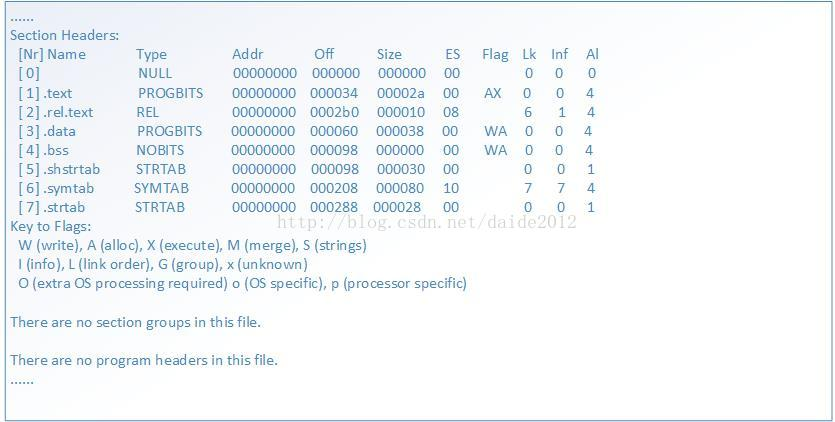 ......
Section Headers:
[Nr] Name Type Addr Off Size ES Flag Lk Inf Al
[ 0] NULL 00000000 000000 000000 00 0 0 0
[ 1] .text PROGBITS 00000000 000034 00002a 00 AX 0 0 4
[ 2] .rel.text REL 00000000 0002b0 000010 08 6 1 4
[ 3] .data PROGBITS 00000000 000060 000038 00 WA 0 0 4
[ 4] .bss NOBITS 00000000 000098 000000 00 WA 0 0 4
[ 5] .shstrtab STRTAB 00000000 000098 000030 00 0 0 1
[ 6] .symtab SYMTAB 00000000 000208 000080 10 7 7 4
[ 7] .strtab STRTAB 00000000 000288 000028 00 0 0 1
http://blog.csdn.net/daide2012
Key to Flags:
W (write), A (alloc), X (execute), M (merge), S (strings)
I (info), L (link order), G (group), x (unknown)
O (extra OS processing required) o (OS specific), p (processor specific)
There are no section groups in this file.
There are no program headers in this file.
......